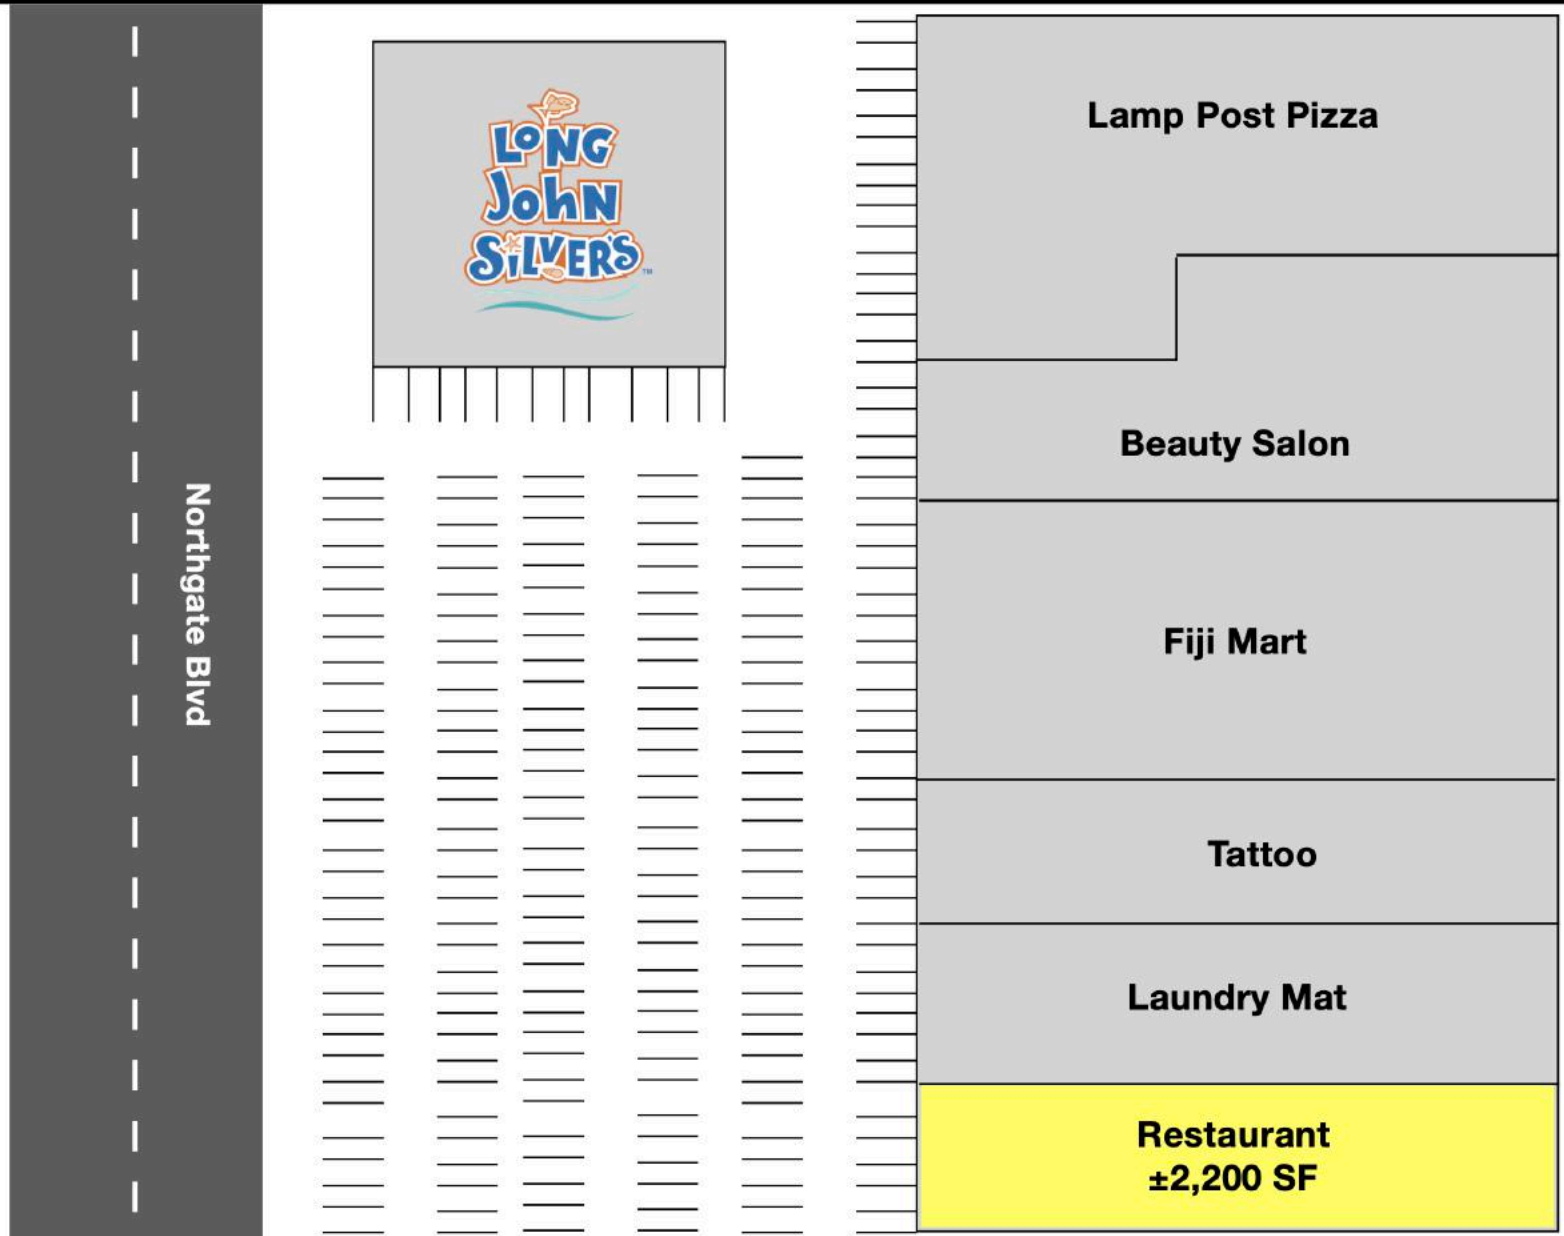 Northgate Blvd
LONG
JOHN
SILVER'S™
Lamp Post Pizza
Beauty Salon
Fiji Mart
Tattoo
Laundry Mat
Restaurant
±2,200 SF